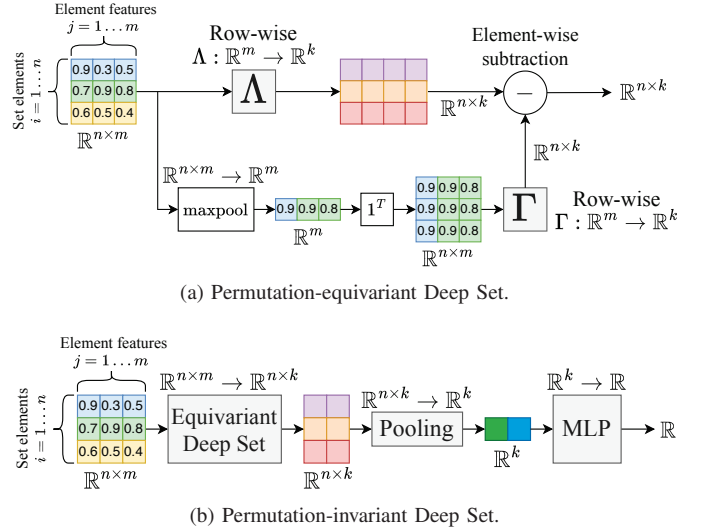 Element features
j = 1 … m
Set elements
i = 1 … n
0.9 0.3 0.5
0.7 0.9 0.8
0.6 0.5 0.4
ℝ^{n×m}
Row-wise
Λ : ℝ^m → ℝ^k
Λ
ℝ^{n×k}
Element-wise
subtraction
−
ℝ^{n×k}
ℝ^{n×k}
ℝ^{n×m} → ℝ^m
maxpool
0.9 0.9 0.8
ℝ^m
1^T
0.9 0.9 0.8
0.9 0.9 0.8
0.9 0.9 0.8
ℝ^{n×m}
Γ
Row-wise
Γ : ℝ^m → ℝ^k
(a) Permutation-equivariant Deep Set.
Element features
j = 1 … m
Set elements
i = 1 … n
0.9 0.3 0.5
0.7 0.9 0.8
0.6 0.5 0.4
ℝ^{n×m}
ℝ^{n×m} → ℝ^{n×k}
Equivariant
Deep Set
ℝ^{n×k}
ℝ^{n×k} → ℝ^k
Pooling
ℝ^k
ℝ^k → ℝ
MLP
ℝ
(b) Permutation-invariant Deep Set.